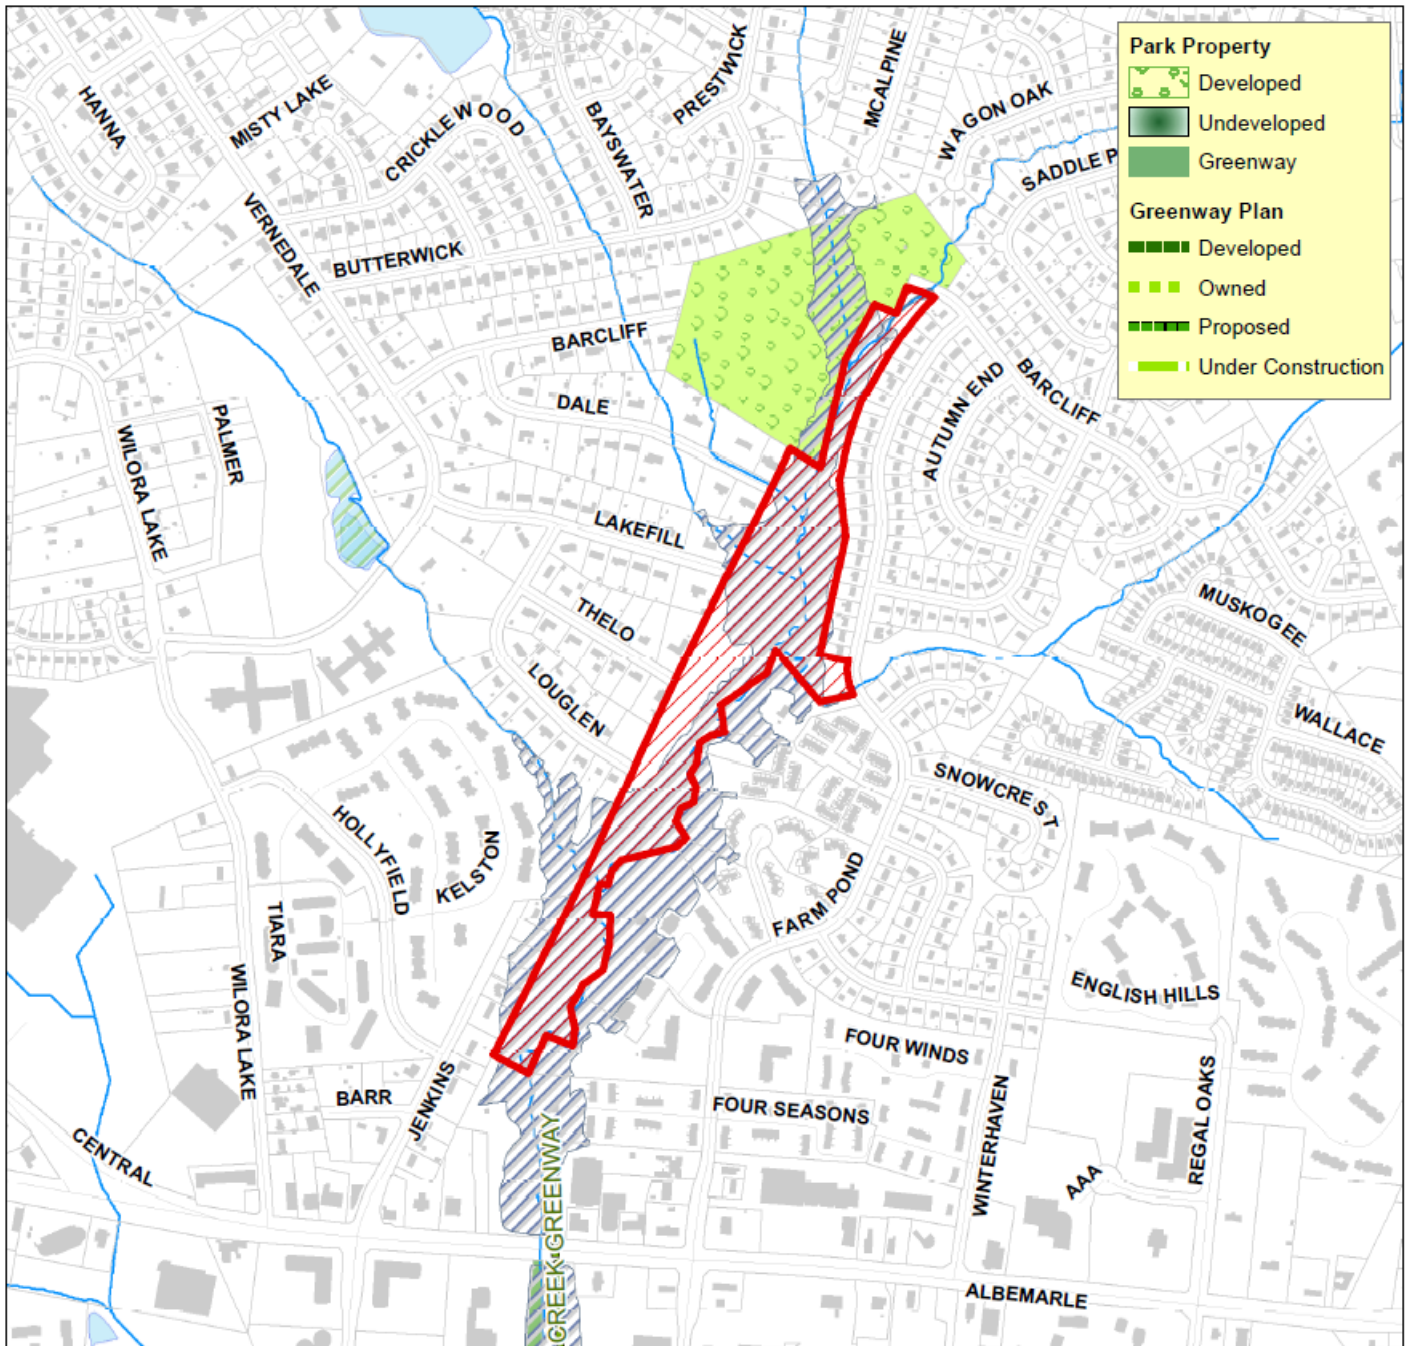 Park Property
Developed
Undeveloped
Greenway
Greenway Plan
Developed
Owned
Proposed
Under Construction
HANNA
MISTY LAKE
CRICKLEWOOD
BAYSWATER
PRESTWICK
MCALPINE
WAGON OAK
SADDLE P
VERNEDALE
BUTTERWICK
BARCLIFF
DALE
AUTUMN END
BARCLIFF
PALMER
WILORA LAKE
LAKEFILL
THELO
LOUGLEN
MUSKOGEE
WALLACE
SNOWCREST
HOLLYFIELD
KELSTON
FARM POND
TIARA
WILORA LAKE
ENGLISH HILLS
FOUR WINDS
BARR
JENKINS
FOUR SEASONS
WINTERHAVEN
REGAL OAKS
AAA
CENTRAL
CREEK GREENWAY
ALBEMARLE